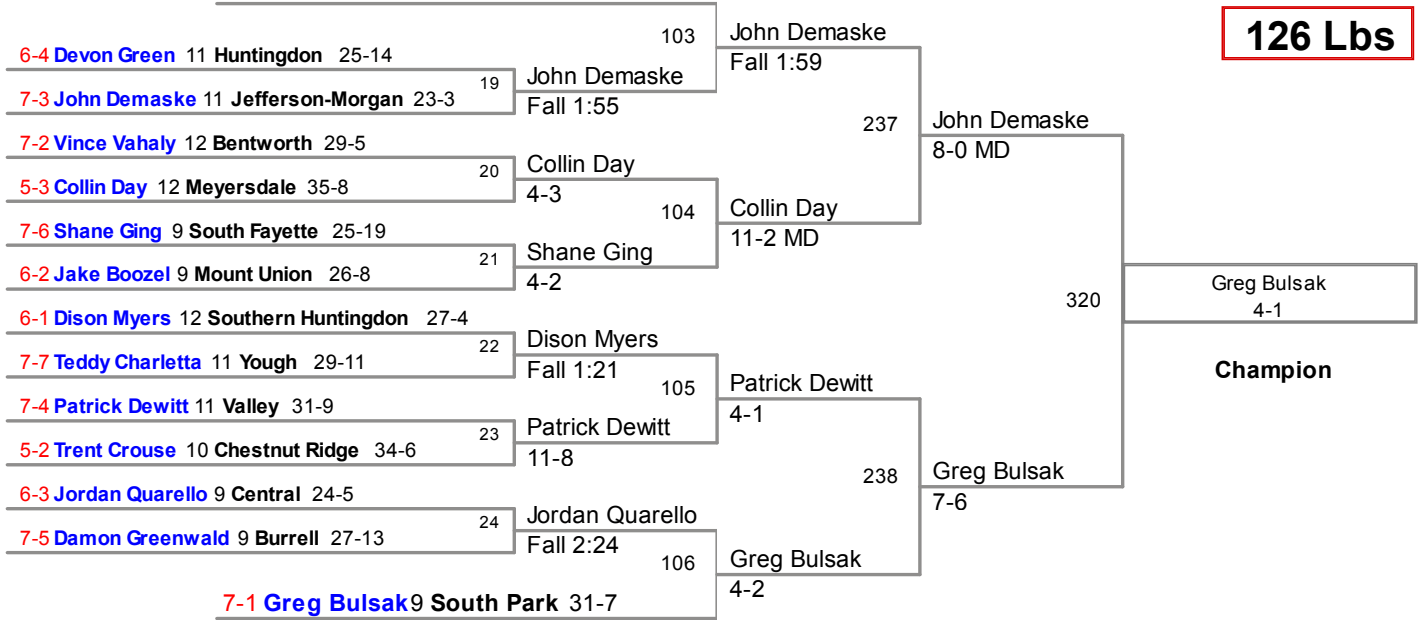 126 Lbs
6-4 Devon Green 11 Huntingdon 25-14
7-3 John Demaske 11 Jefferson-Morgan 23-3
7-2 Vince Vahaly 12 Bentworth 29-5
5-3 Collin Day 12 Meyersdale 35-8
7-6 Shane Ging 9 South Fayette 25-19
6-2 Jake Boozel 9 Mount Union 26-8
6-1 Dison Myers 12 Southern Huntingdon 27-4
7-7 Teddy Charletta 11 Yough 29-11
7-4 Patrick Dewitt 11 Valley 31-9
5-2 Trent Crouse 10 Chestnut Ridge 34-6
6-3 Jordan Quarello 9 Central 24-5
7-5 Damon Greenwald 9 Burrell 27-13
7-1 Greg Bulsak 9 South Park 31-7
19
John Demaske
Fall 1:55
20
Collin Day
4-3
21
Shane Ging
4-2
22
Dison Myers
Fall 1:21
23
Patrick Dewitt
11-8
24
Jordan Quarello
Fall 2:24
103
John Demaske
Fall 1:59
104
Collin Day
11-2 MD
105
Patrick Dewitt
4-1
106
Greg Bulsak
4-2
237
John Demaske
8-0 MD
238
Greg Bulsak
7-6
320
Greg Bulsak
4-1
Champion